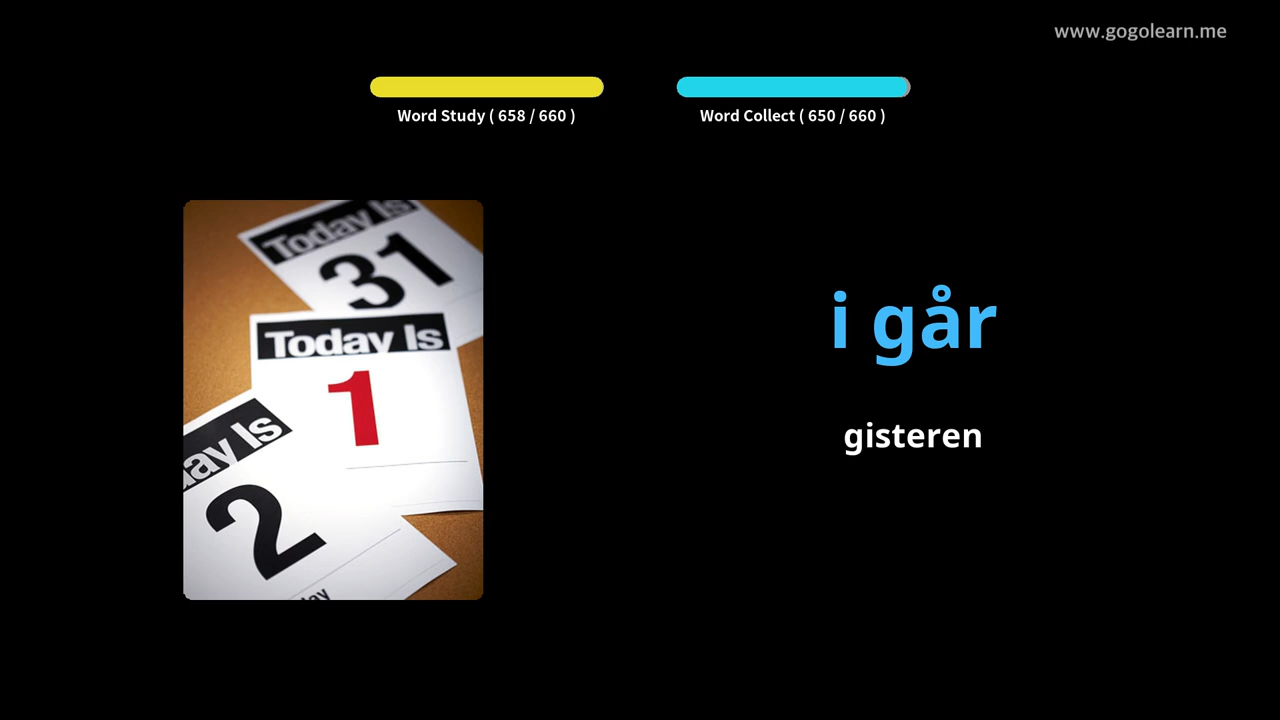 www.gogolearn.me
Word Study ( 658 / 660 )
Word Collect ( 650 / 660 )
Today Is
31
Today Is
1
ay Is
2
i går
gisteren